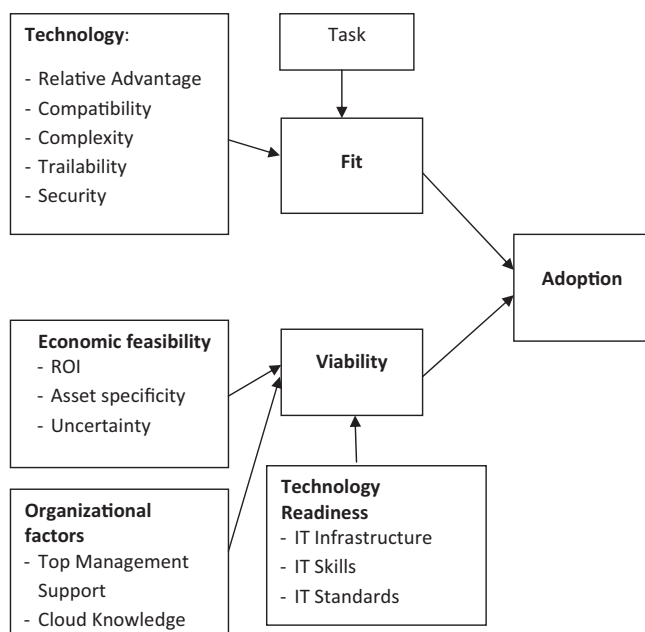 Technology:
- Relative Advantage
- Compatibility
- Complexity
- Trailability
- Security
Task
Fit
Adoption
Economic feasibility
- ROI
- Asset specificity
- Uncertainty
Viability
Organizational
factors
- Top Management
Support
- Cloud Knowledge
Technology
Readiness
- IT Infrastructure
- IT Skills
- IT Standards